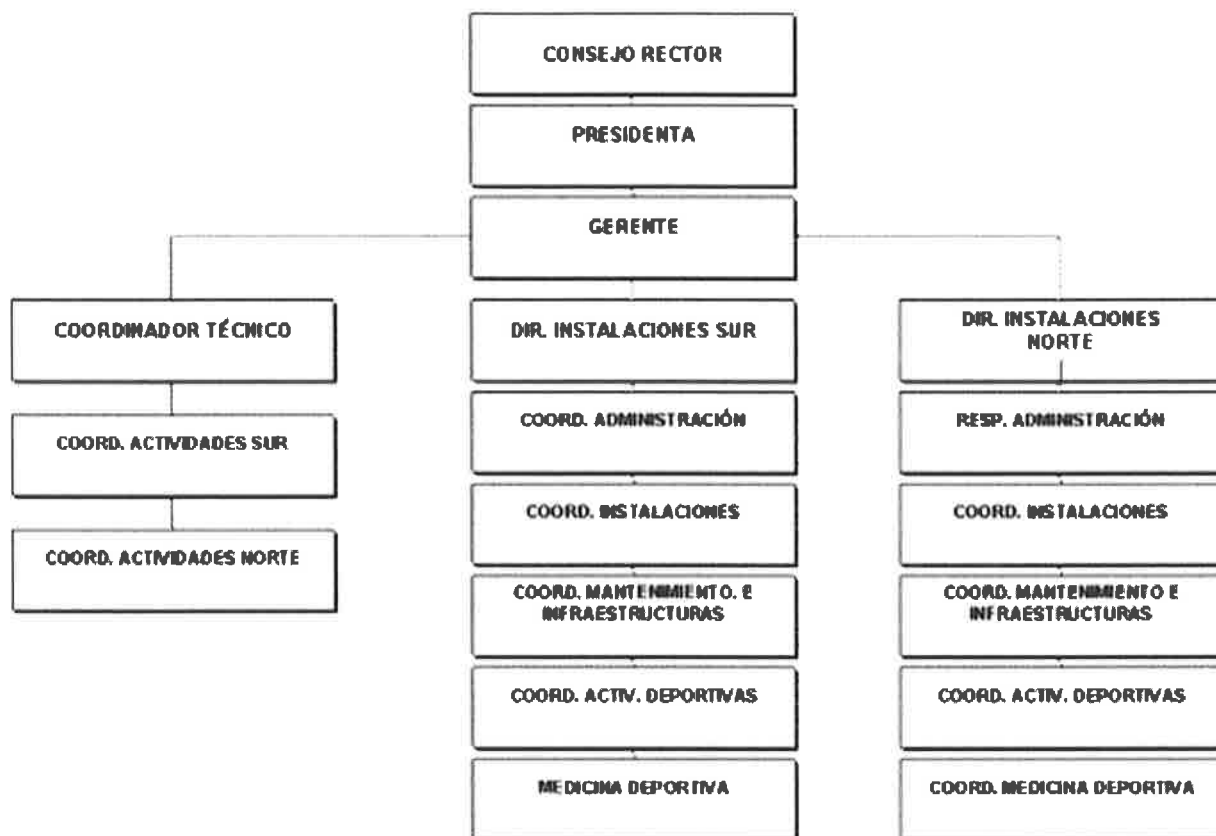 CONSEJO RECTOR
PRESIDENTA
GERENTE
COORDINADOR TÉCNICO
COORD. ACTIVIDADES SUR
COORD. ACTIVIDADES NORTE
DIR. INSTALACIONES SUR
COORD. ADMINISTRACIÓN
COORD. INSTALACIONES
COORD. MANTENIMIENTO. E
INFRAESTRUCTURAS
COORD. ACTIV. DEPORTIVAS
MEDICINA DEPORTIVA
DIR. INSTALACIONES
NORTE
RESP. ADMINISTRACIÓN
COORD. INSTALACIONES
COORD. MANTENIMIENTO E
INFRAESTRUCTURAS
COORD. ACTIV. DEPORTIVAS
COORD. MEDICINA DEPORTIVA